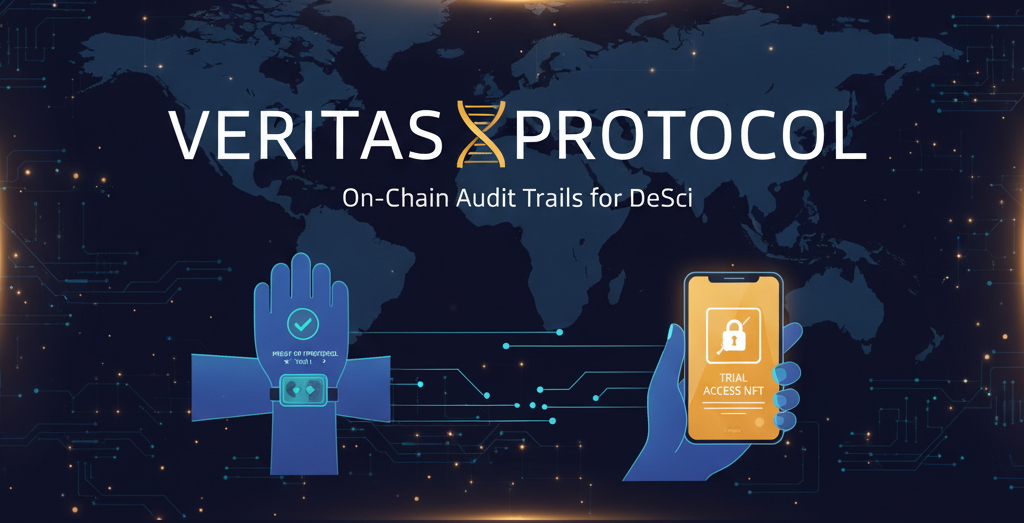 VERITAS PROTOCOL
On-Chain Audit Trails for DeSci
TRIAL
ACCESS NFT